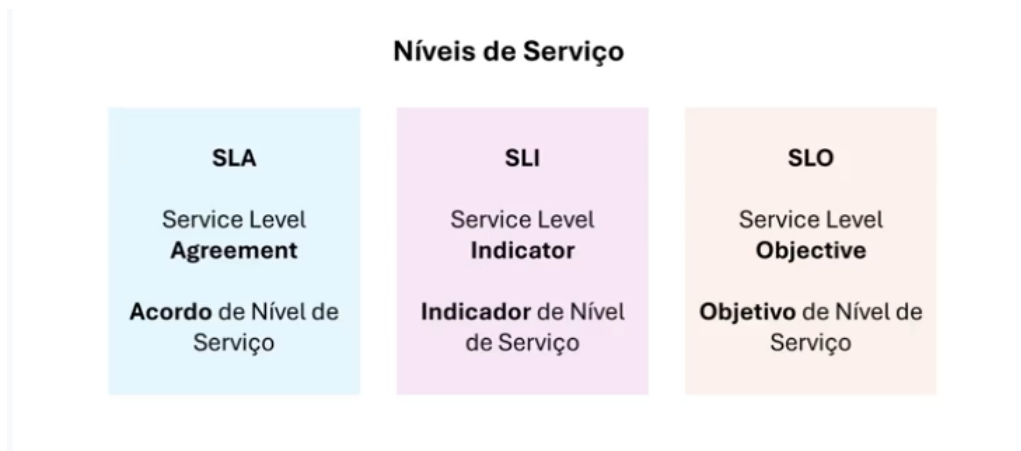 Níveis de Serviço
SLA
Service Level
Agreement
Acordo de Nível de
Serviço
SLI
Service Level
Indicator
Indicador de Nível
de Serviço
SLO
Service Level
Objective
Objetivo de Nível de
Serviço